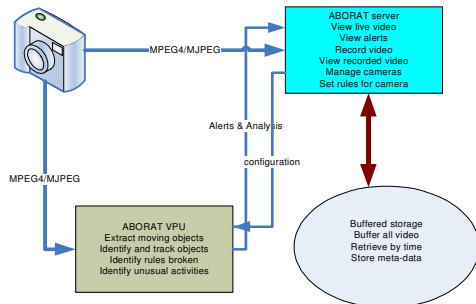 ABORAT server
View live video
View alerts
Record video
View recorded video
Manage cameras
Set rules for camera
MPEG4/MJPEG
Alerts & Analysis
configuration
MPEG4/MJPEG
ABORAT VPU
Extract moving objects
Identify and track objects
Identify rules broken
Identify unusual activities
Buffered storage
Buffer all video
Retrieve by time
Store meta-data